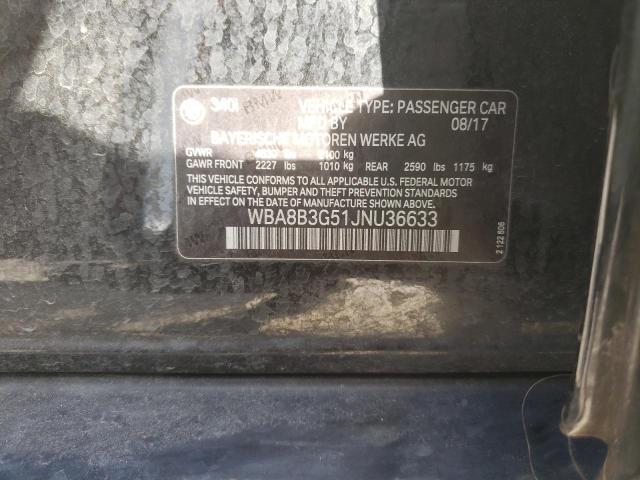 340I VEHICLE TYPE: PASSENGER CAR
MFD BY 08/17
BAYERISCHE MOTOREN WERKE AG
GVWR kg
GAWR FRONT 2227 lbs 1010 kg REAR 2590 lbs 1175 kg
THIS VEHICLE CONFORMS TO ALL APPLICABLE U.S. FEDERAL MOTOR
VEHICLE SAFETY, BUMPER AND THEFT PREVENTION STANDARDS
IN EFFECT ON THE DATE OF MANUFACTURE SHOWN ABOVE.
WBA8B3G51JNU36633
2 122 606